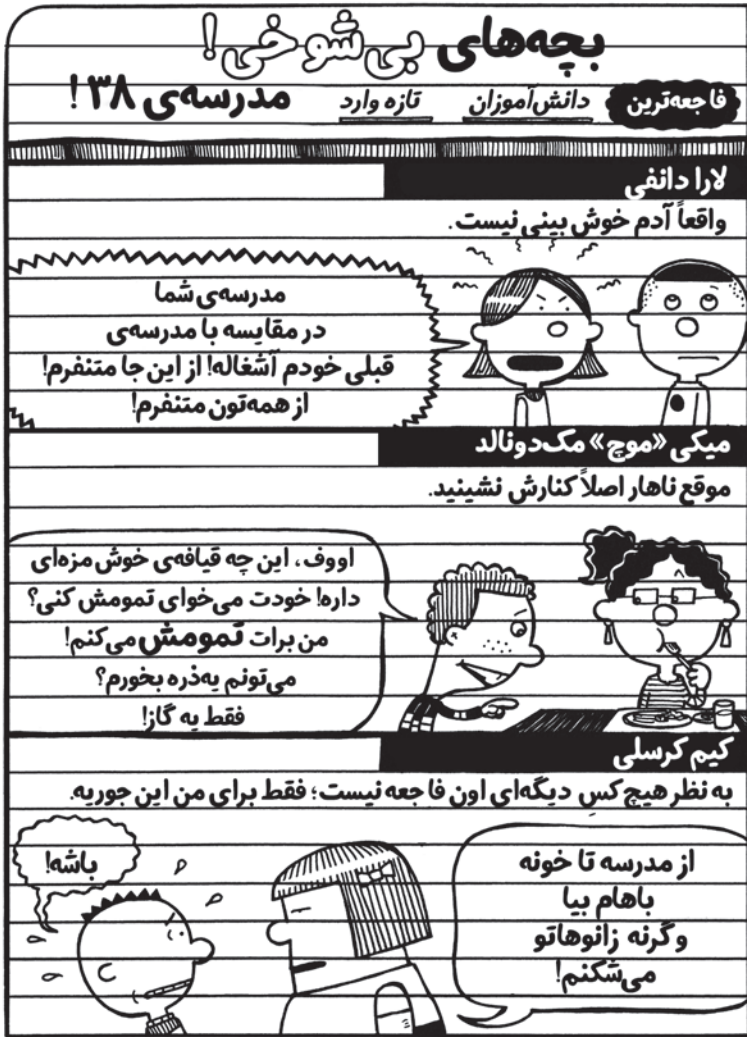 بچه‌های بی‌شوخی!
فاجعه‌ترین دانش‌آموزان تازه وارد مدرسه‌ی ۳۸!
لارا دانفی
واقعاً آدم خوش بینی نیست.
مدرسه‌ی شما
در مقایسه با مدرسه‌ی
قبلی خودم آشغاله! از این جا متنفرم!
از همه‌تون متنفرم!
میکی «موچ» مک‌دونالد
موقع ناهار اصلاً کنارش نشینید.
اووف، این چه قیافه‌ی خوش مزه‌ای
داره! خودت می‌خوای تمومش کنی؟
من برات تمومش می‌کنم!
می‌تونم یه‌ذره بخورم؟
فقط یه گاز!
کیم کرسلی
به نظر هیچ‌کس دیگه‌ای اون فاجعه نیست؛ فقط برای من این جوریه.
از مدرسه تا خونه
باهام بیا
وگرنه زانوهاتو
می‌شکنم!
باشه!